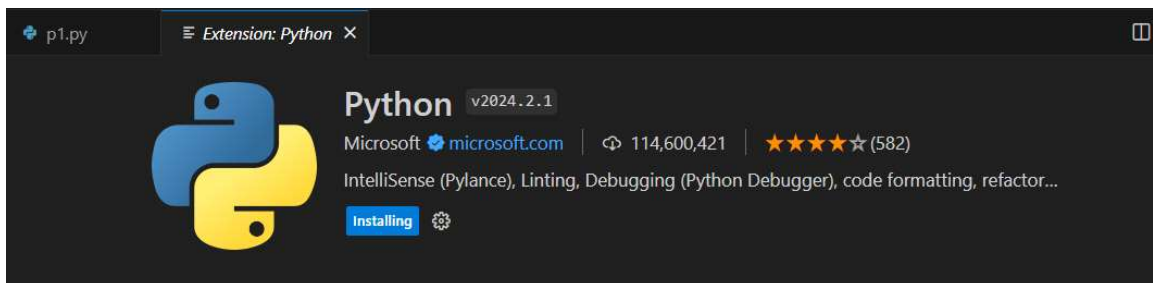 p1.py
Extension: Python
Python v2024.2.1
Microsoft microsoft.com 114,600,421 (582)
IntelliSense (Pylance), Linting, Debugging (Python Debugger), code formatting, refactor...
Installing